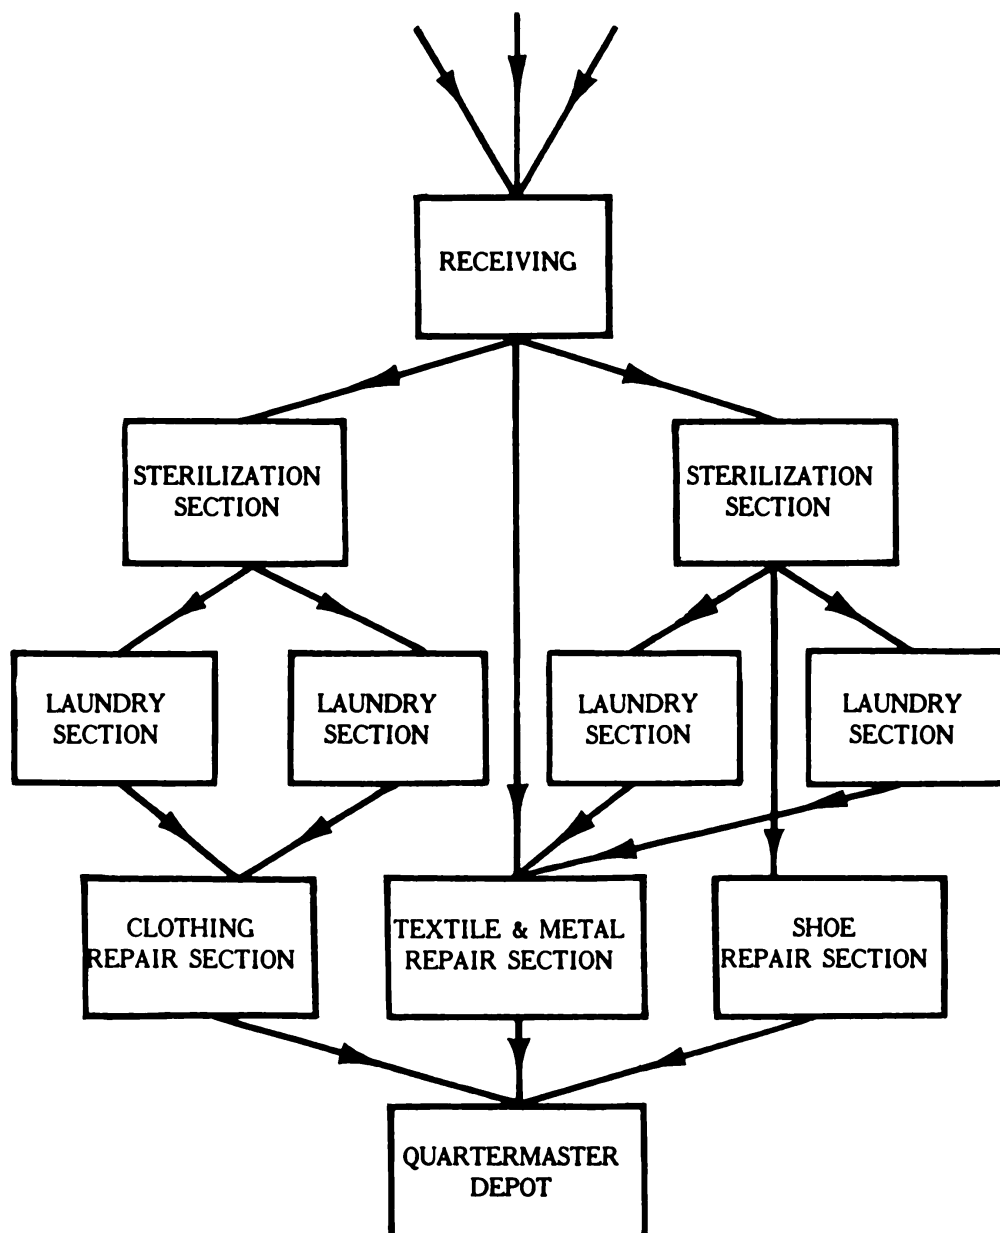 RECEIVING
STERILIZATION
SECTION
STERILIZATION
SECTION
LAUNDRY
SECTION
LAUNDRY
SECTION
LAUNDRY
SECTION
LAUNDRY
SECTION
CLOTHING
REPAIR SECTION
TEXTILE & METAL
REPAIR SECTION
SHOE
REPAIR SECTION
QUARTERMASTER
DEPOT